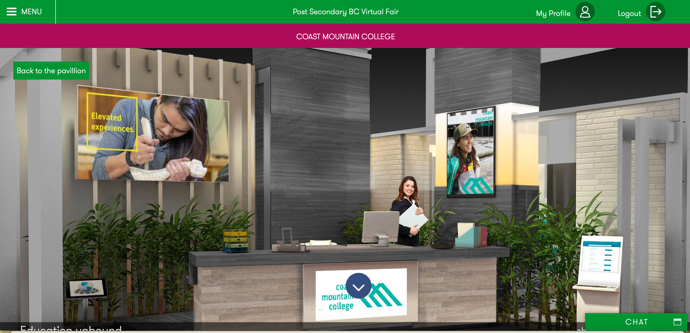 MENU
Post Secondary BC Virtual Fair
My Profile
Logout
COAST MOUNTAIN COLLEGE
Back to the pavillion
Elevated
experiences.
coast
mountain
college
Education unbound
CHAT